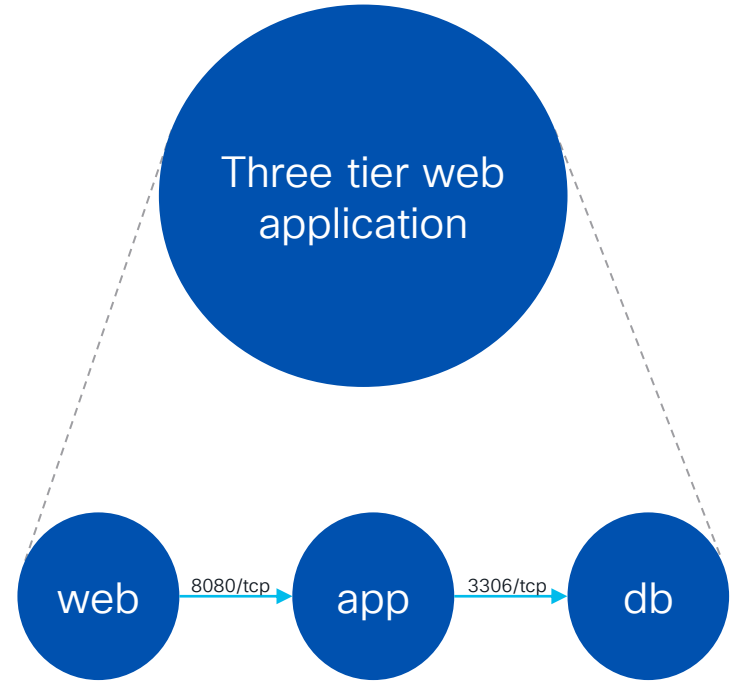 Three tier web
application
8080/tcp
3306/tcp
web
app
db